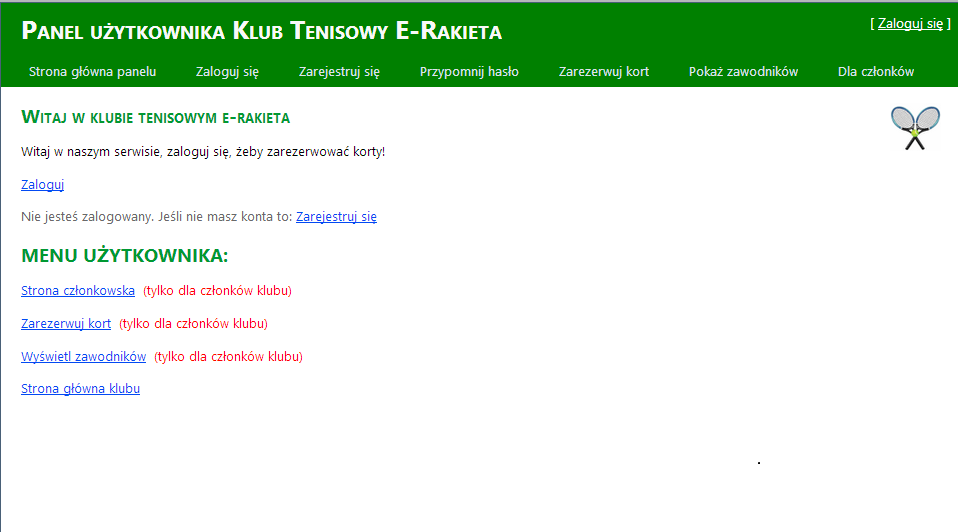 Panel użytkownika Klub Tenisowy E-Rakieta
[ Zaloguj się ]
Strona główna panelu Zaloguj się Zarejestruj się Przypomnij hasło Zarezerwuj kort Pokaż zawodników Dla członków
Witaj w klubie tenisowym e-rakieta
Witaj w naszym serwisie, zaloguj się, żeby zarezerwować korty!
Zaloguj
Nie jesteś zalogowany. Jeśli nie masz konta to: Zarejestruj się
MENU UŻYTKOWNIKA:
Strona członkowska (tylko dla członków klubu)
Zarezerwuj kort (tylko dla członków klubu)
Wyświetl zawodników (tylko dla członków klubu)
Strona główna klubu